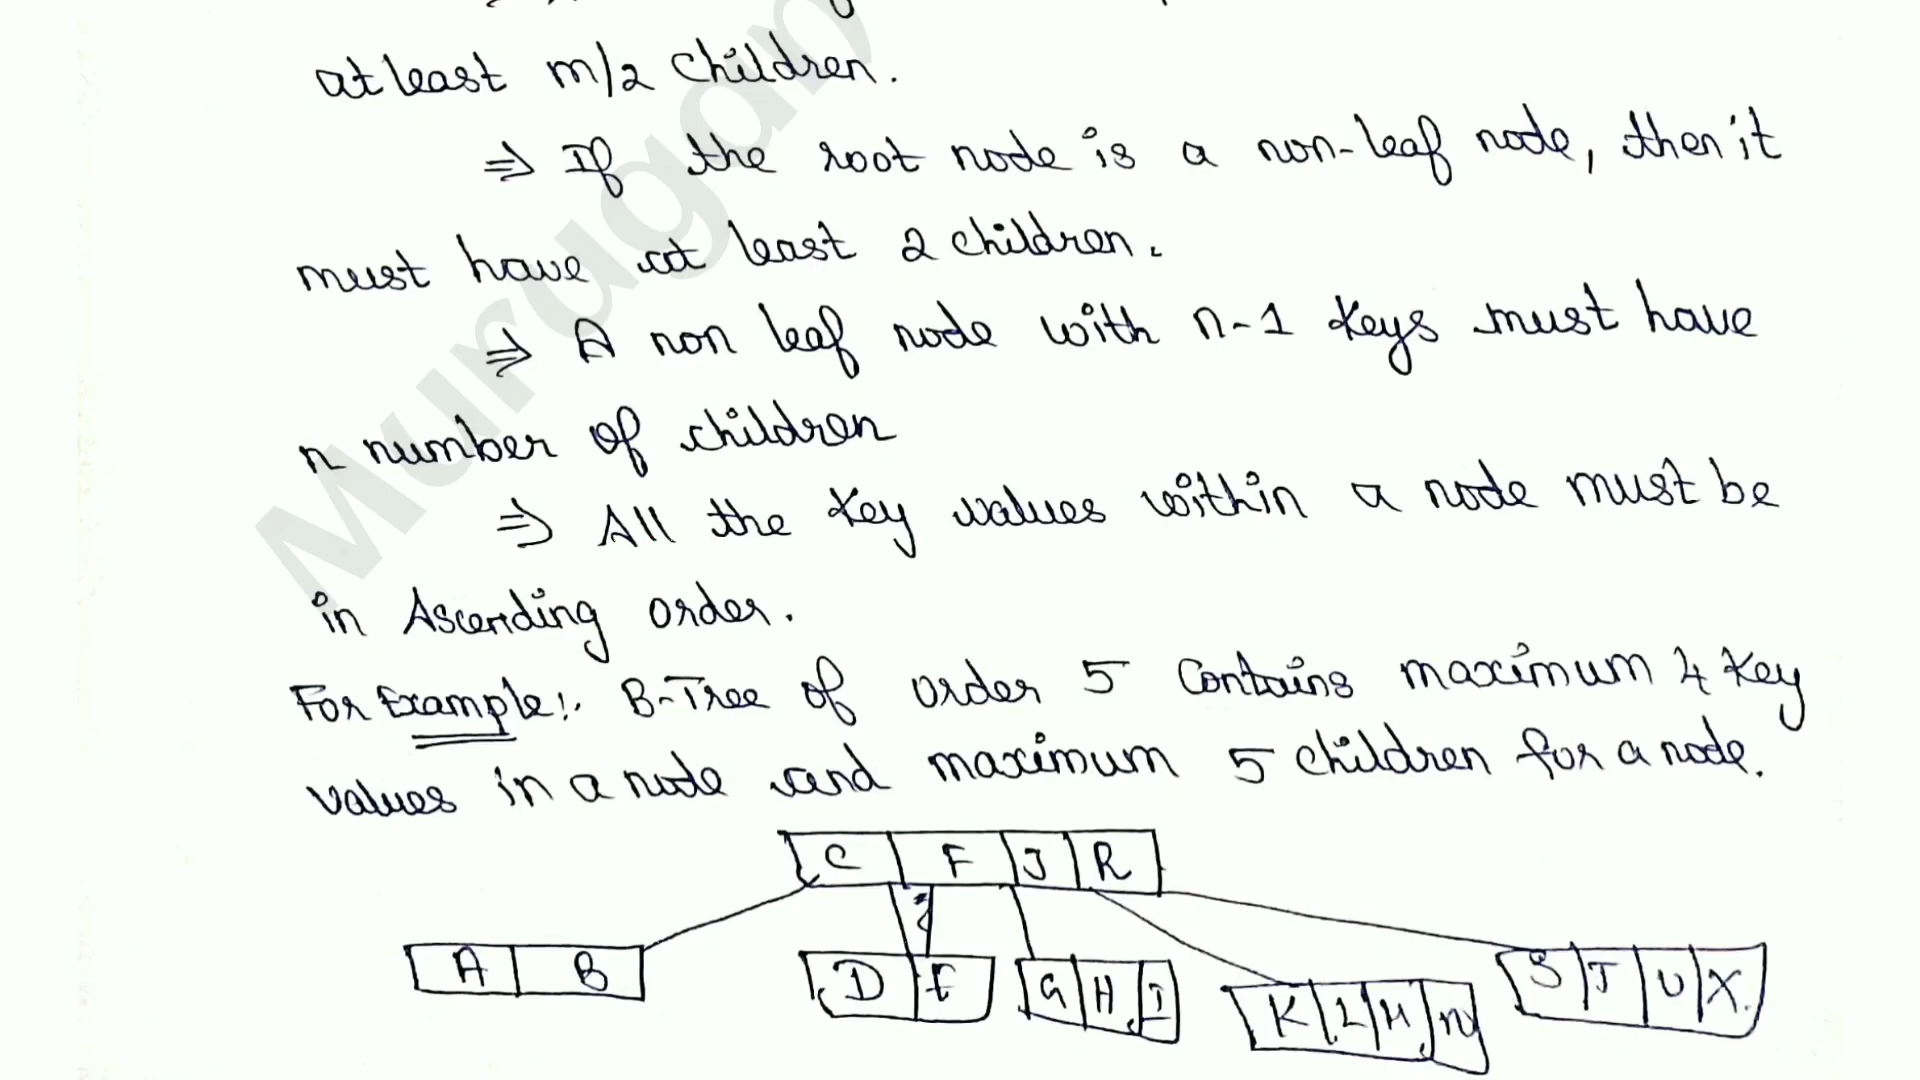 at least m/2 children.
⇒ If the root node is a non-leaf node, then it
must have at least 2 children.
⇒ A non leaf node with n-1 keys must have
n number of children
⇒ All the key values within a node must be
in Ascending order.
For Example:. B-Tree of order 5 Contains maximum 4 key
values in a node and maximum 5 children for a node.
C F J R
A B
D E
G H I
K L M N
S T U X
Murugan